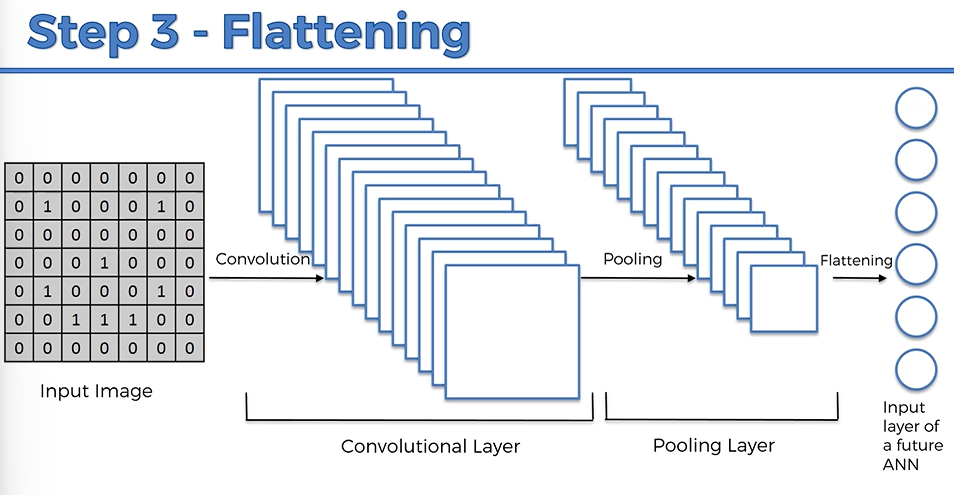 Step 3 - Flattening
0 0 0 0 0 0 0
0 1 0 0 0 1 0
0 0 0 0 0 0 0
0 0 0 1 0 0 0
0 1 0 0 0 1 0
0 0 1 1 1 0 0
0 0 0 0 0 0 0
Input Image
Convolution
Convolutional Layer
Pooling
Pooling Layer
Flattening
Input
layer of
a future
ANN